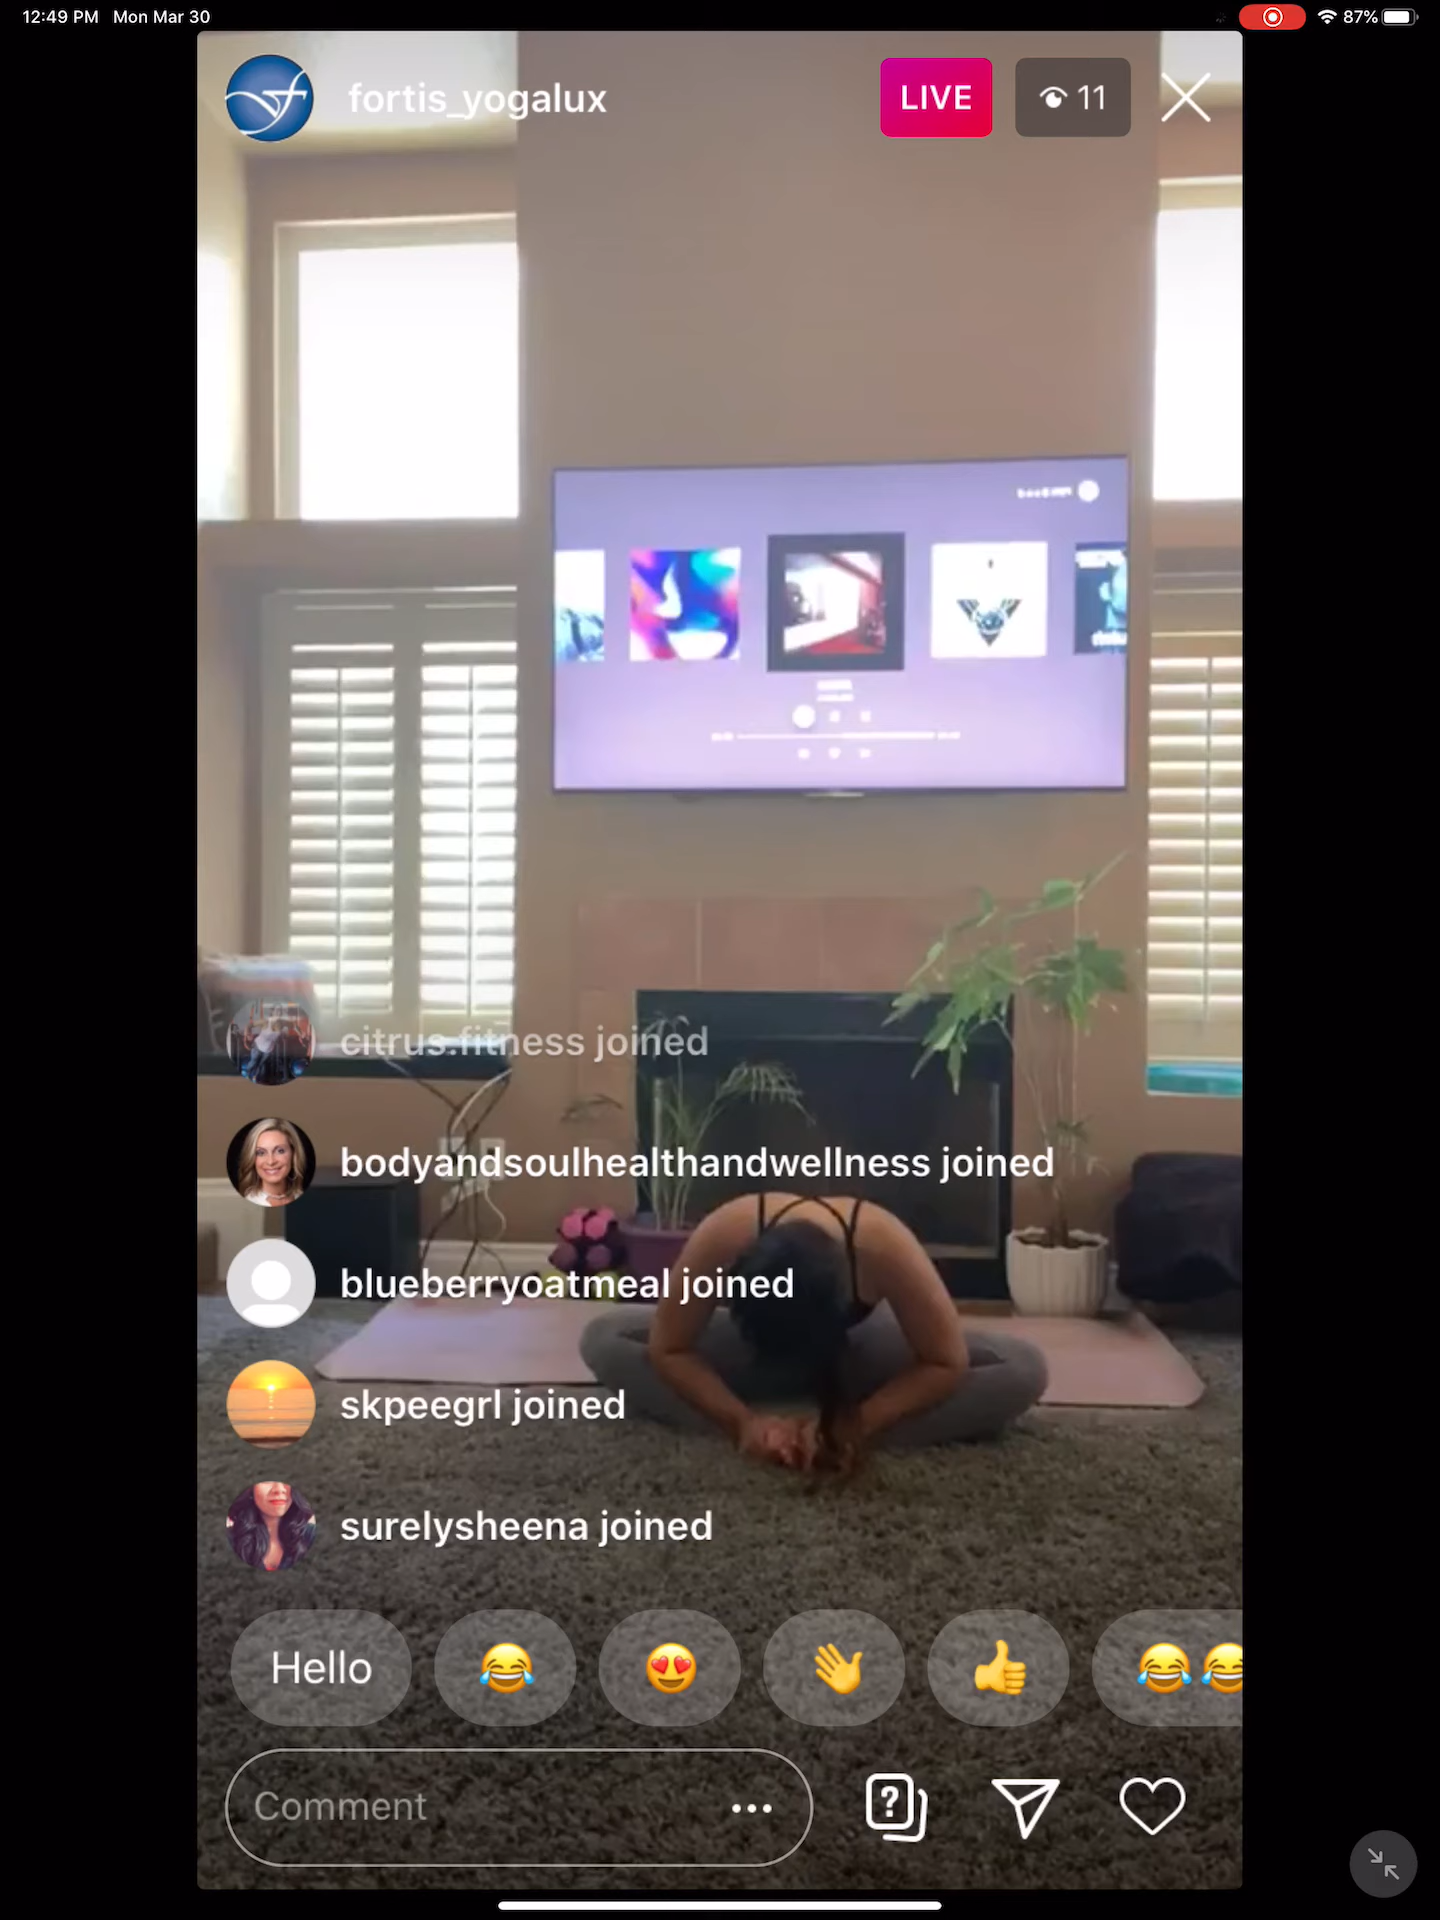 12:49 PM Mon Mar 30
87%
fortis_yogalux
LIVE
11
citrus.fitness joined
bodyandsoulhealthandwellness joined
blueberryoatmeal joined
skpeegrl joined
surelysheena joined
Hello 😂 😍 👋 👍 😂😂
Comment
?